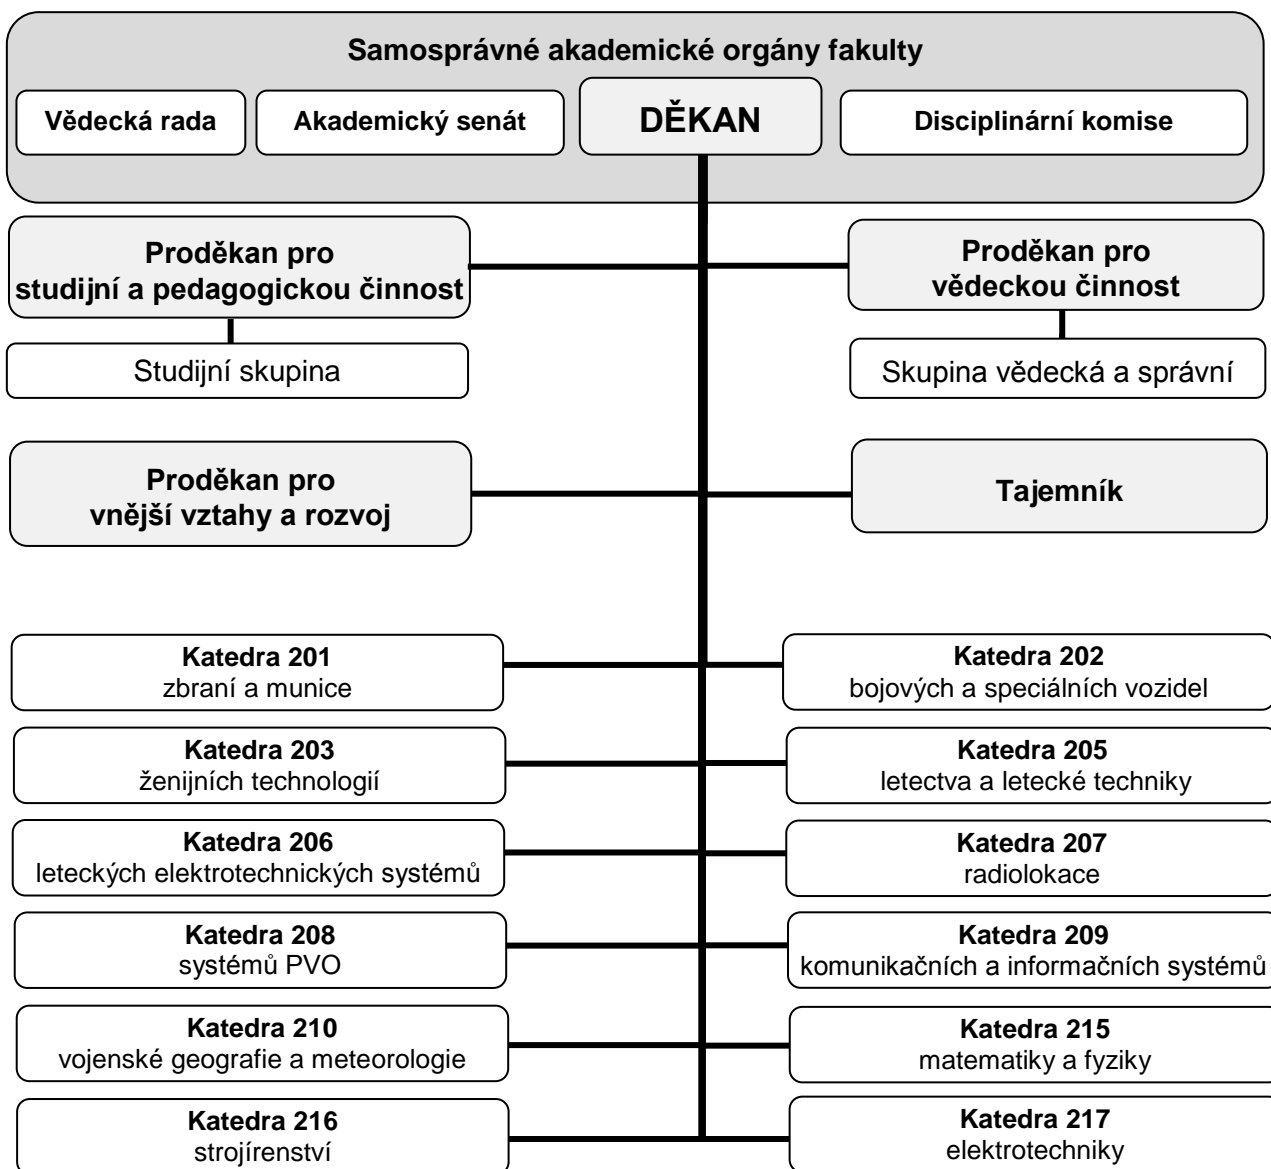 Samosprávné akademické orgány fakulty
Vědecká rada
Akademický senát
DĚKAN
Disciplinární komise
Proděkan pro
studijní a pedagogickou činnost
Proděkan pro
vědeckou činnost
Studijní skupina
Skupina vědecká a správní
Proděkan pro
vnější vztahy a rozvoj
Tajemník
Katedra 201
zbraní a munice
Katedra 202
bojových a speciálních vozidel
Katedra 203
ženijních technologií
Katedra 205
letectva a letecké techniky
Katedra 206
leteckých elektrotechnických systémů
Katedra 207
radiolokace
Katedra 208
systémů PVO
Katedra 209
komunikačních a informačních systémů
Katedra 210
vojenské geografie a meteorologie
Katedra 215
matematiky a fyziky
Katedra 216
strojírenství
Katedra 217
elektrotechniky